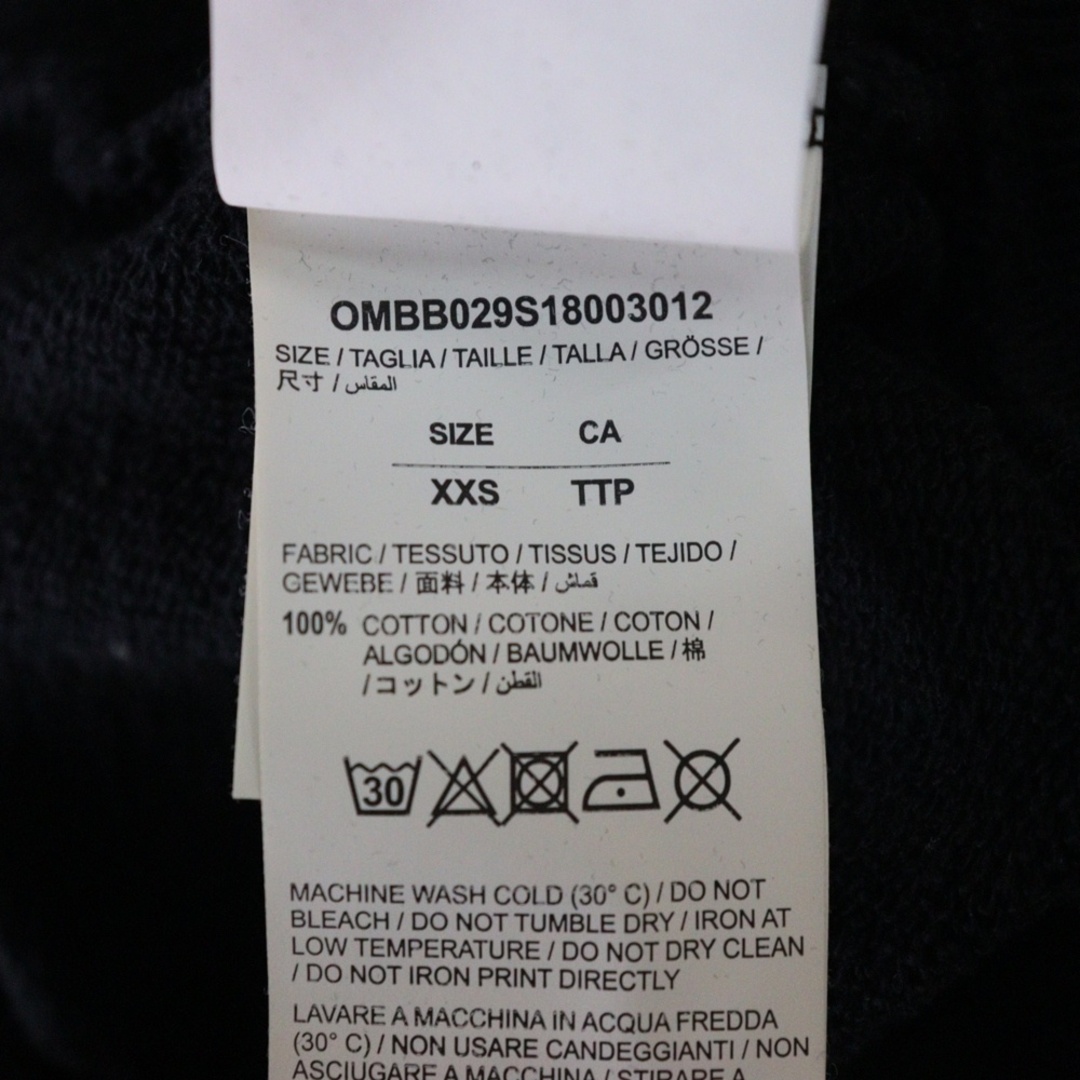 OMBB029S18003012
SIZE / TAGLIA / TAILLE / TALLA / GRÖSSE /
尺寸 / المقاس
SIZE CA
XXS TTP
FABRIC / TESSUTO / TISSUS / TEJIDO /
GEWEBE / 面料 / 本体 / قماش
100% COTTON / COTONE / COTON /
ALGODÓN / BAUMWOLLE / 棉
/ コットン / القطن
30
MACHINE WASH COLD (30° C) / DO NOT
BLEACH / DO NOT TUMBLE DRY / IRON AT
LOW TEMPERATURE / DO NOT DRY CLEAN
/ DO NOT IRON PRINT DIRECTLY
LAVARE A MACCHINA IN ACQUA FREDDA
(30° C) / NON USARE CANDEGGIANTI / NON
ASCIUGARE A MACCHINA / STIRARE A